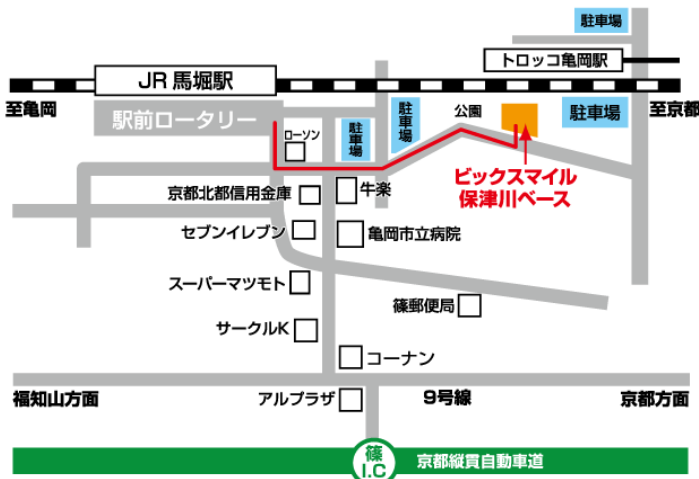 駐車場
トロッコ亀岡駅
JR 馬堀駅
至亀岡
至京都
駅前ロータリー
ローソン
駐車場
駐車場
公園
駐車場
ビックスマイル
保津川ベース
京都北都信用金庫
牛楽
セブンイレブン
亀岡市立病院
スーパーマツモト
篠郵便局
サークルK
コーナン
福知山方面
アルプラザ
9号線
京都方面
篠
I.C
京都縦貫自動車道